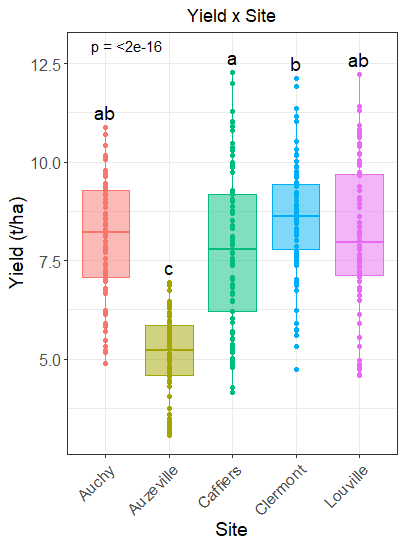 Yield x Site
p = <2e-16
a
b
ab
ab
c
12.5
10.0
7.5
5.0
Yield (t/ha)
Auchy
Auzeville
Caffiers
Clermont
Louville
Site